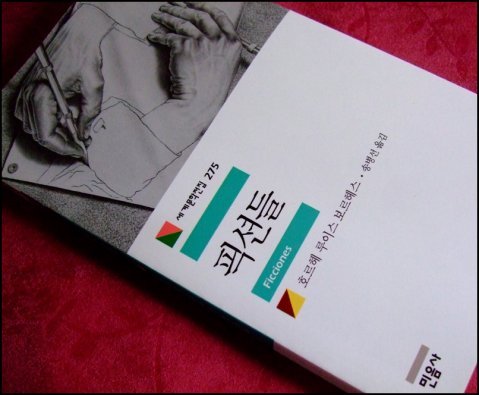 세계문학전집 275
픽션들
Ficciones
호르헤 루이스 보르헤스 · 송병선 옮김
민음사